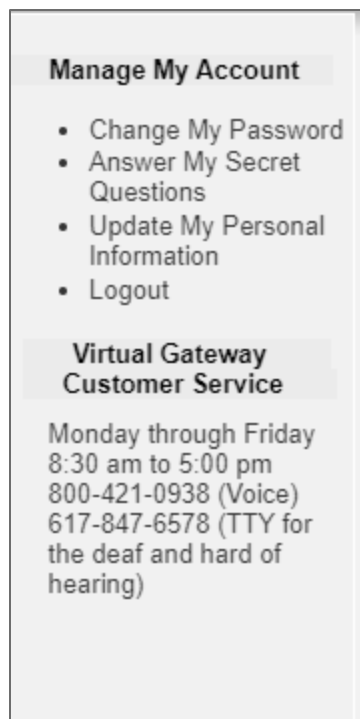 Manage My Account
• Change My Password
• Answer My Secret
Questions
• Update My Personal
Information
• Logout
Virtual Gateway
Customer Service
Monday through Friday
8:30 am to 5:00 pm
800-421-0938 (Voice)
617-847-6578 (TTY for
the deaf and hard of
hearing)